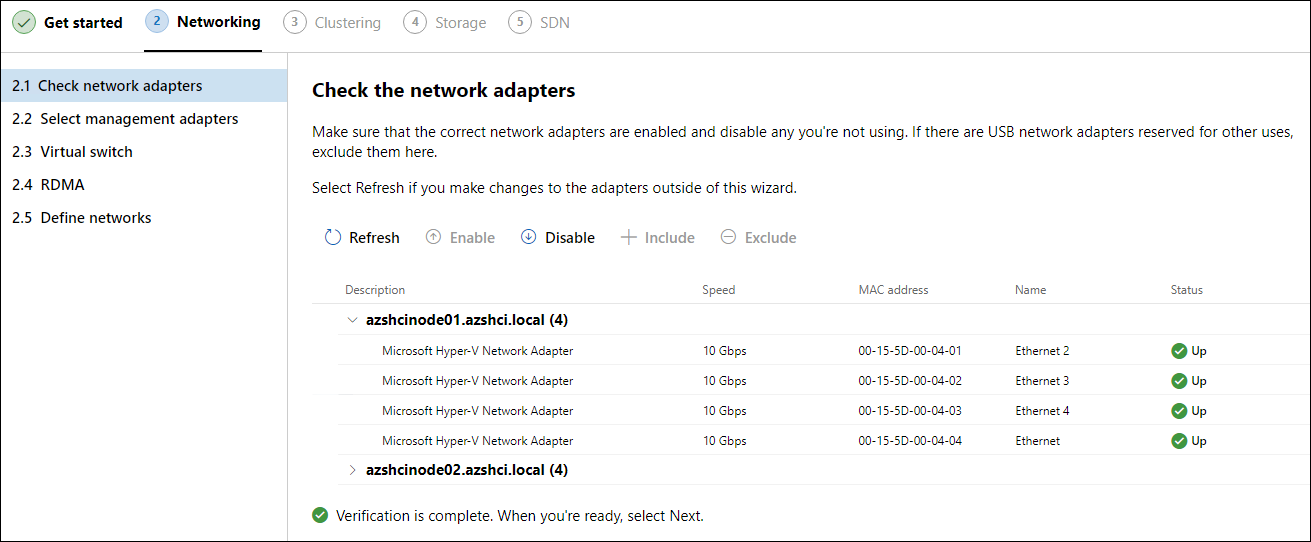 Get started 2 Networking 3 Clustering 4 Storage 5 SDN
2.1 Check network adapters
2.2 Select management adapters
2.3 Virtual switch
2.4 RDMA
2.5 Define networks
Check the network adapters
Make sure that the correct network adapters are enabled and disable any you're not using. If there are USB network adapters reserved for other uses,
exclude them here.
Select Refresh if you make changes to the adapters outside of this wizard.
Refresh Enable Disable Include Exclude
Description Speed MAC address Name Status
azshcinode01.azshci.local (4)
Microsoft Hyper-V Network Adapter 10 Gbps 00-15-5D-00-04-01 Ethernet 2 Up
Microsoft Hyper-V Network Adapter 10 Gbps 00-15-5D-00-04-02 Ethernet 3 Up
Microsoft Hyper-V Network Adapter 10 Gbps 00-15-5D-00-04-03 Ethernet 4 Up
Microsoft Hyper-V Network Adapter 10 Gbps 00-15-5D-00-04-04 Ethernet Up
azshcinode02.azshci.local (4)
Verification is complete. When you're ready, select Next.